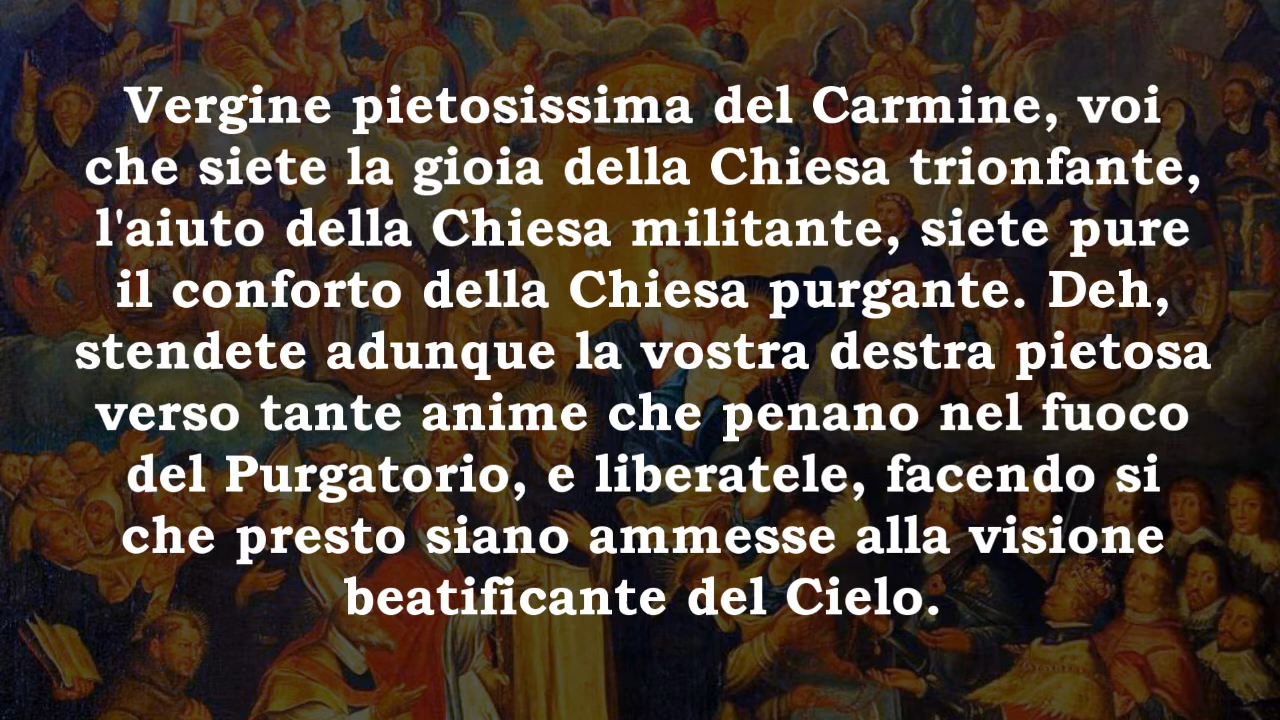 Vergine pietosissima del Carmine, voi
che siete la gioia della Chiesa trionfante,
l'aiuto della Chiesa militante, siete pure
il conforto della Chiesa purgante. Deh,
stendete adunque la vostra destra pietosa
verso tante anime che penano nel fuoco
del Purgatorio, e liberatele, facendo si
che presto siano ammesse alla visione
beatificante del Cielo.